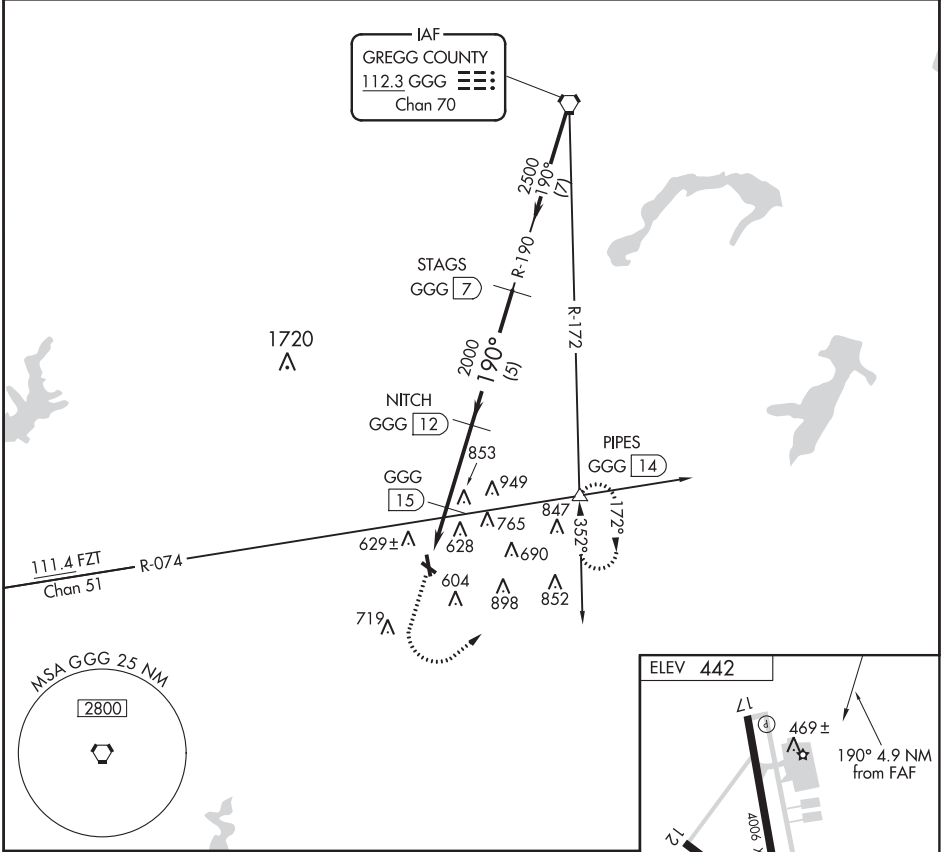 IAF
GREGG COUNTY
112.3 GGG
Chan 70
2500
190°
(7)
R-190
STAGS
GGG 7
R-172
1720
2000
190°
(5)
NITCH
GGG 12
853
PIPES
GGG 14
GGG
15
949
847
765
172°
352°
629±
628
690
111.4 FZT
Chan 51
R-074
604
898
852
719
MSA GGG 25 NM
2800
ELEV 442
17
P
469±
190° 4.9 NM
from FAF
4006 X
12